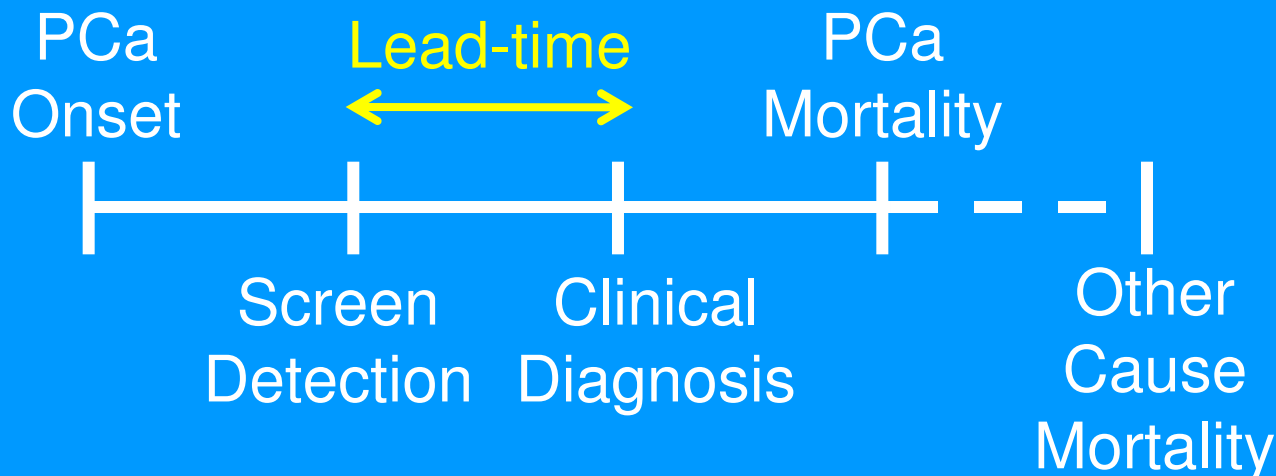 PCa
Onset
Lead-time
PCa
Mortality
Screen
Detection
Clinical
Diagnosis
Other
Cause
Mortality